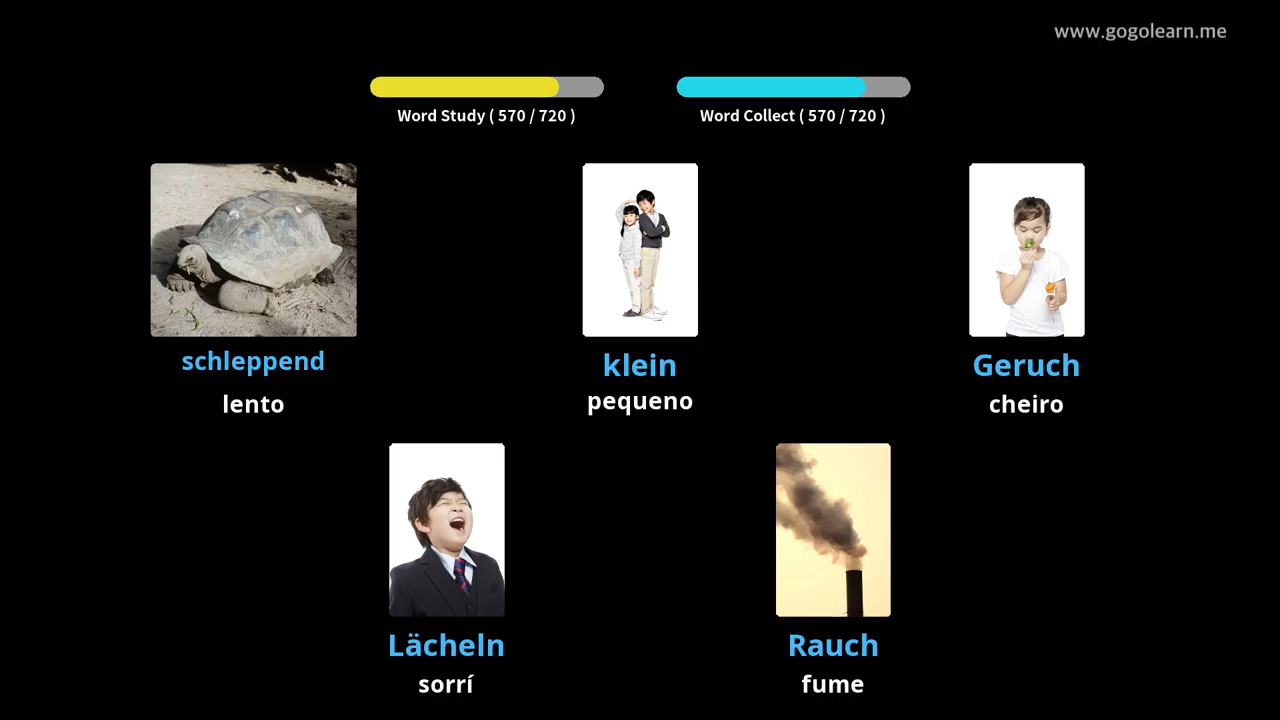 www.gogolearn.me
Word Study ( 570 / 720 )
Word Collect ( 570 / 720 )
schleppend
lento
klein
pequeno
Geruch
cheiro
Lächeln
sorrí
Rauch
fume